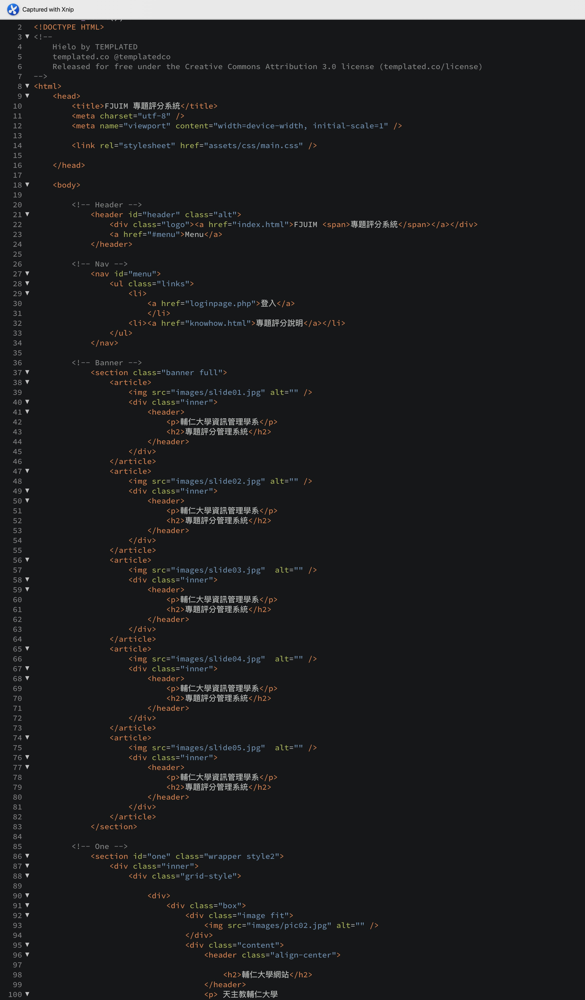 Captured with Xnip
2 <!DOCTYPE HTML>
3 <!--
4 Hielo by TEMPLATED
5 templated.co @templatedco
6 Released for free under the Creative Commons Attribution 3.0 license (templated.co/license)
7 -->
8 <html>
9 <head>
10 <title>FJUIM 專題評分系統</title>
11 <meta charset="utf-8" />
12 <meta name="viewport" content="width=device-width, initial-scale=1" />
13
14 <link rel="stylesheet" href="assets/css/main.css" />
15
16 </head>
17
18 <body>
19
20 <!-- Header -->
21 <header id="header" class="alt">
22 <div class="logo"><a href="index.html">FJUIM <span>專題評分系統</span></a></div>
23 <a href="#menu">Menu</a>
24 </header>
25
26 <!-- Nav -->
27 <nav id="menu">
28 <ul class="links">
29 <li>
30 <a href="loginpage.php">登入</a>
31 </li>
32 <li><a href="knowhow.html">專題評分說明</a></li>
33 </ul>
34 </nav>
35
36 <!-- Banner -->
37 <section class="banner full">
38 <article>
39 <img src="images/slide01.jpg" alt="" />
40 <div class="inner">
41 <header>
42 <p>輔仁大學資訊管理學系</p>
43 <h2>專題評分管理系統</h2>
44 </header>
45 </div>
46 </article>
47 <article>
48 <img src="images/slide02.jpg" alt="" />
49 <div class="inner">
50 <header>
51 <p>輔仁大學資訊管理學系</p>
52 <h2>專題評分管理系統</h2>
53 </header>
54 </div>
55 </article>
56 <article>
57 <img src="images/slide03.jpg"  alt="" />
58 <div class="inner">
59 <header>
60 <p>輔仁大學資訊管理學系</p>
61 <h2>專題評分管理系統</h2>
62 </header>
63 </div>
64 </article>
65 <article>
66 <img src="images/slide04.jpg"  alt="" />
67 <div class="inner">
68 <header>
69 <p>輔仁大學資訊管理學系</p>
70 <h2>專題評分管理系統</h2>
71 </header>
72 </div>
73 </article>
74 <article>
75 <img src="images/slide05.jpg"  alt="" />
76 <div class="inner">
77 <header>
78 <p>輔仁大學資訊管理學系</p>
79 <h2>專題評分管理系統</h2>
80 </header>
81 </div>
82 </article>
83 </section>
84
85 <!-- One -->
86 <section id="one" class="wrapper style2">
87 <div class="inner">
88 <div class="grid-style">
89
90 <div>
91 <div class="box">
92 <div class="image fit">
93 <img src="images/pic02.jpg" alt="" />
94 </div>
95 <div class="content">
96 <header class="align-center">
97
98 <h2>輔仁大學網站</h2>
99 </header>
100 <p> 天主教輔仁大學